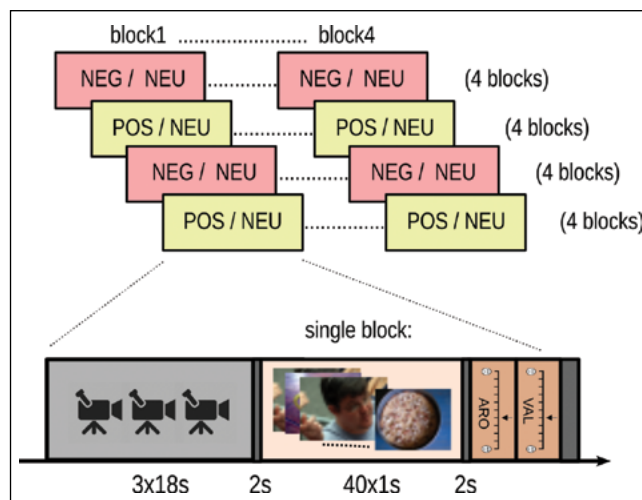 block1 ........................ block4
NEG / NEU ............ NEG / NEU (4 blocks)
POS / NEU ............ POS / NEU (4 blocks)
NEG / NEU ............ NEG / NEU (4 blocks)
POS / NEU ............ POS / NEU (4 blocks)
single block:
ARO VAL
3x18s 2s 40x1s 2s